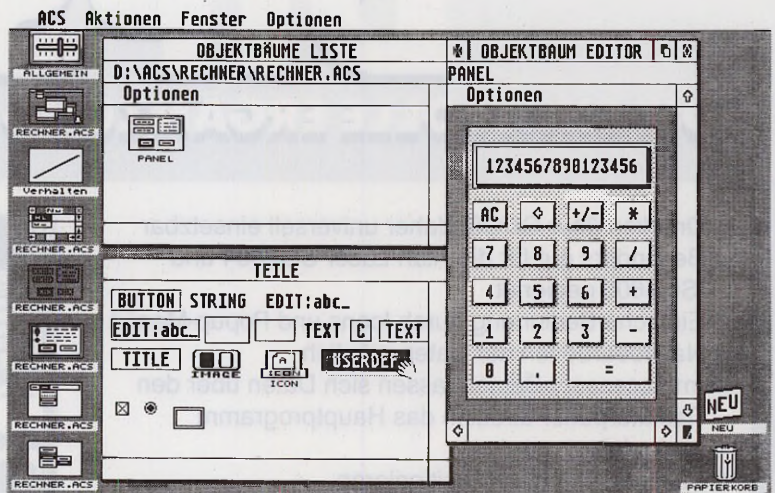 ACS Aktionen Fenster Optionen
ALLGEMEIN
RECHNER.ACS
Verhalten
RECHNER.ACS
RECHNER.ACS
RECHNER.ACS
RECHNER.ACS
RECHNER.ACS
OBJEKTBÄUME LISTE
D:\ACS\RECHNER\RECHNER.ACS
Optionen
PANEL
TEILE
BUTTON STRING EDIT:abc_
EDIT:abc_ TEXT C TEXT
TITLE IMAGE ICON USERDEF
ICON
OBJEKTBAUM EDITOR
PANEL
Optionen
1234567890123456
AC ◇ +/- *
7 8 9 /
4 5 6 +
1 2 3 -
0 . =
NEU
NEU
PAPIERKORB